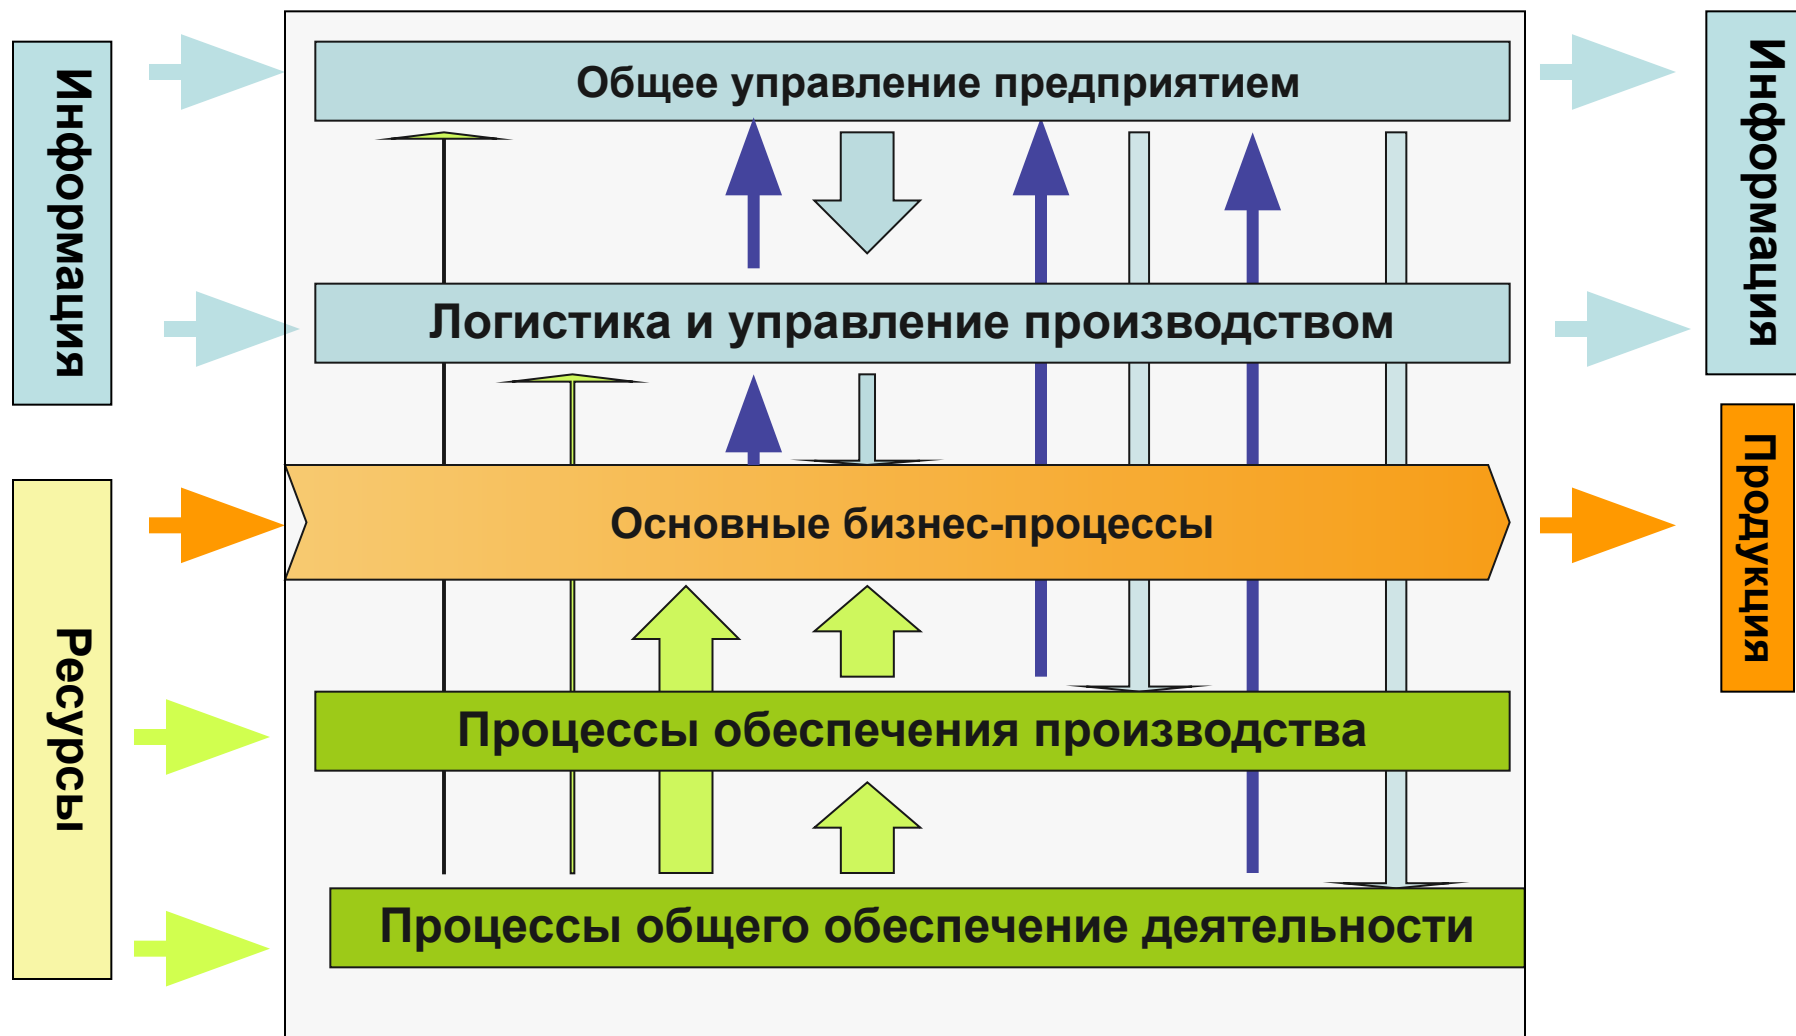 Информация
Ресурсы
Общее управление предприятием
Логистика и управление производством
Основные бизнес-процессы
Процессы обеспечения производства
Процессы общего обеспечение деятельности
Информация
Продукция